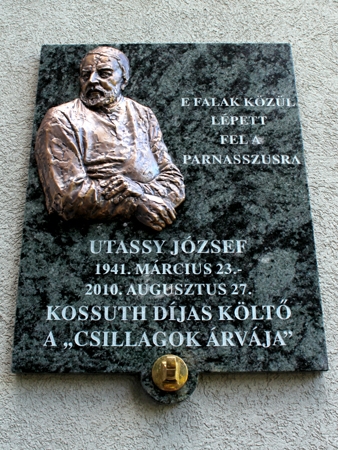 E FALAK KÖZÜL
LÉPETT
FEL A
PARNASSZUSRA
UTASSY JÓZSEF
1941. MÁRCIUS 23.-
2010. AUGUSZTUS 27.
KOSSUTH DÍJAS KÖLTŐ
A „CSILLAGOK ÁRVÁJA”